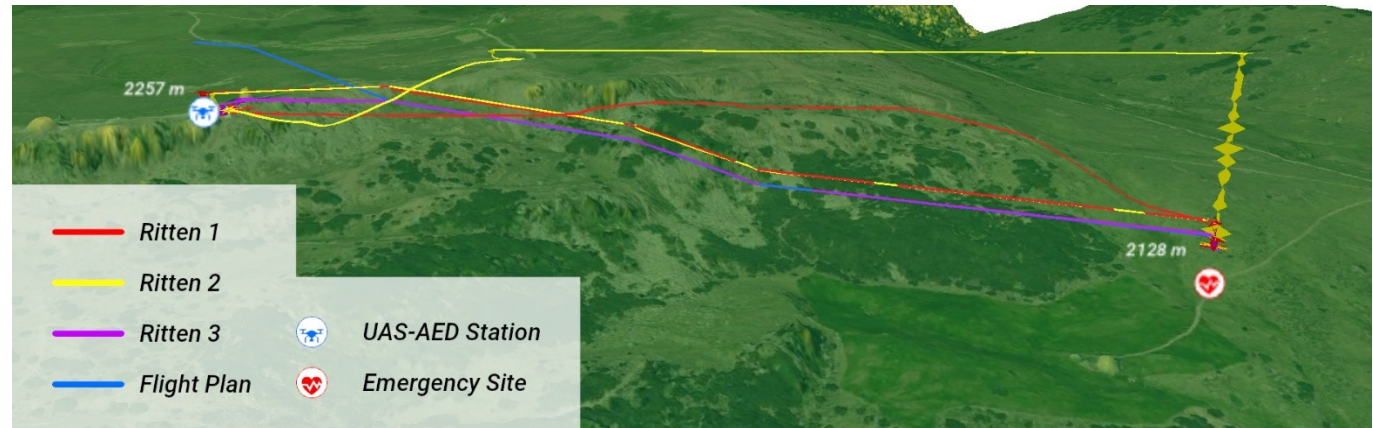 2257 m
2128 m
Ritten 1
Ritten 2
Ritten 3
UAS-AED Station
Flight Plan
Emergency Site